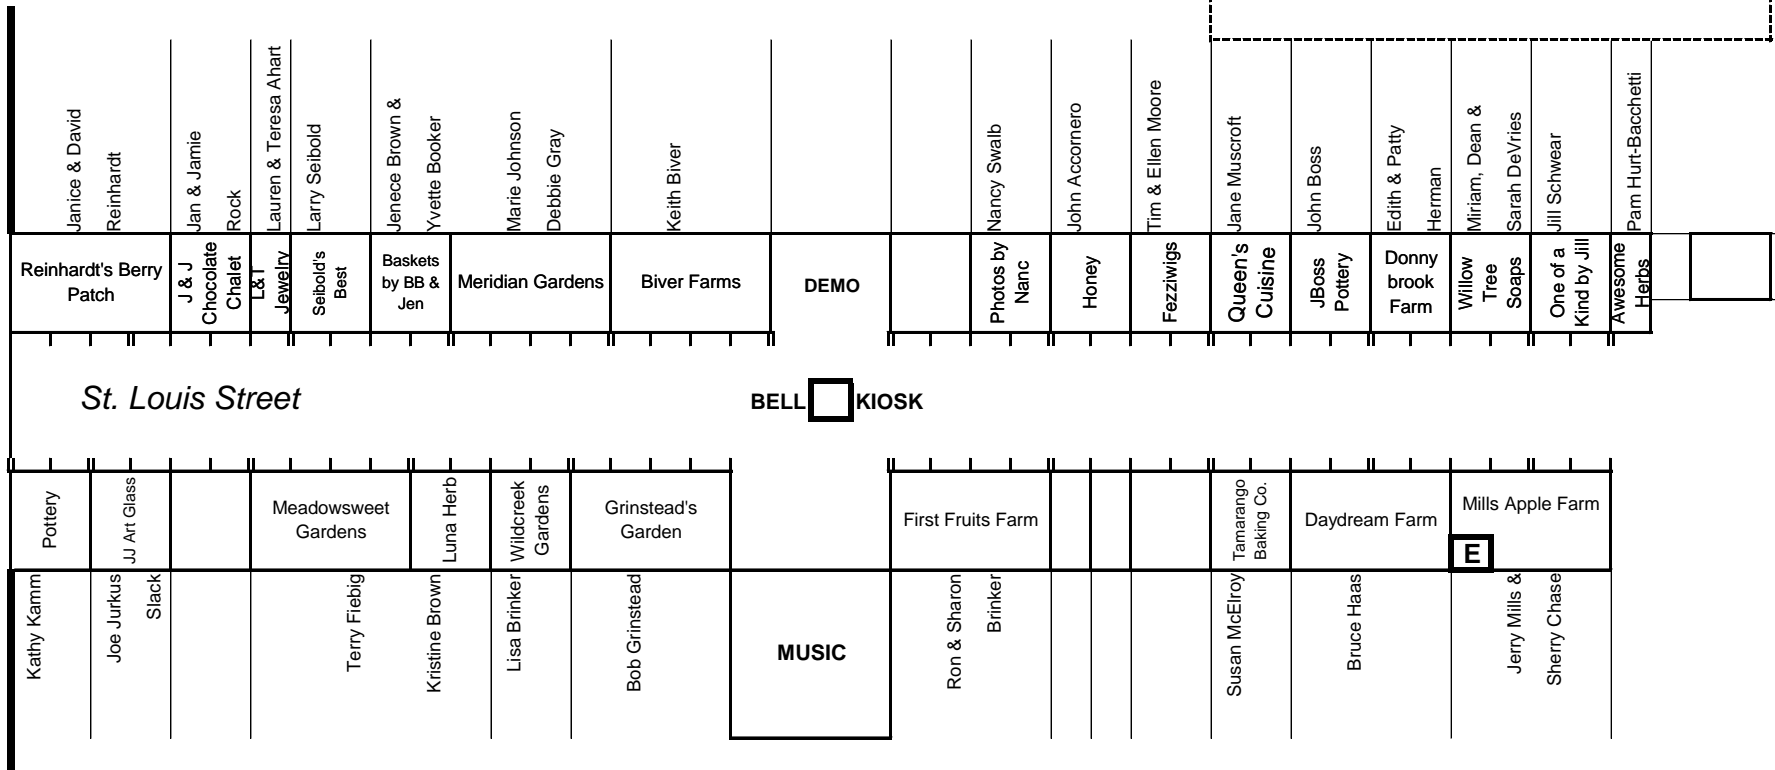 Janice & David
Reinhardt
Jan & Jamie
Rock
Lauren & Teresa Ahart
Larry Seibold
Jenece Brown &
Yvette Booker
Marie Johnson
Debbie Gray
Keith Biver
Nancy Swalb
John Accornero
Tim & Ellen Moore
Jane Muscroft
John Boss
Edith & Patty
Herman
Miriam, Dean &
Sarah DeVries
Jill Schwear
Pam Hurt-Bacchetti
Reinhardt's Berry
Patch
J & J
Chocolate
Chalet
L&T
Jewelry
Seibold's
Best
Baskets
by BB &
Jen
Meridian Gardens
Biver Farms
DEMO
Photos by
Nanc
Honey
Fezziwigs
Queen's
Cuisine
JBoss
Pottery
Donny
brook
Farm
Willow
Tree
Soaps
One of a
Kind by Jill
Awesome
Herbs
St. Louis Street
BELL KIOSK
Pottery
JJ Art Glass
Meadowsweet
Gardens
Luna Herb
Wildcreek
Gardens
Grinstead's
Garden
First Fruits Farm
Tamarango
Baking Co.
Daydream Farm
Mills Apple Farm
E
Kathy Kamm
Joe Jurkus
Slack
Terry Fiebig
Kristine Brown
Lisa Brinker
Bob Grinstead
MUSIC
Ron & Sharon
Brinker
Susan McElroy
Bruce Haas
Jerry Mills &
Sherry Chase